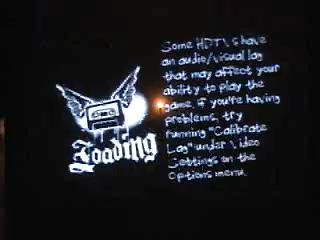 Some HDTVs have
an audio/visual lag
that may affect your
ability to play the
game. if you're having
problems, try
running "Calibrate
Lag" under Video
Settings on the
Options menu.
Loading